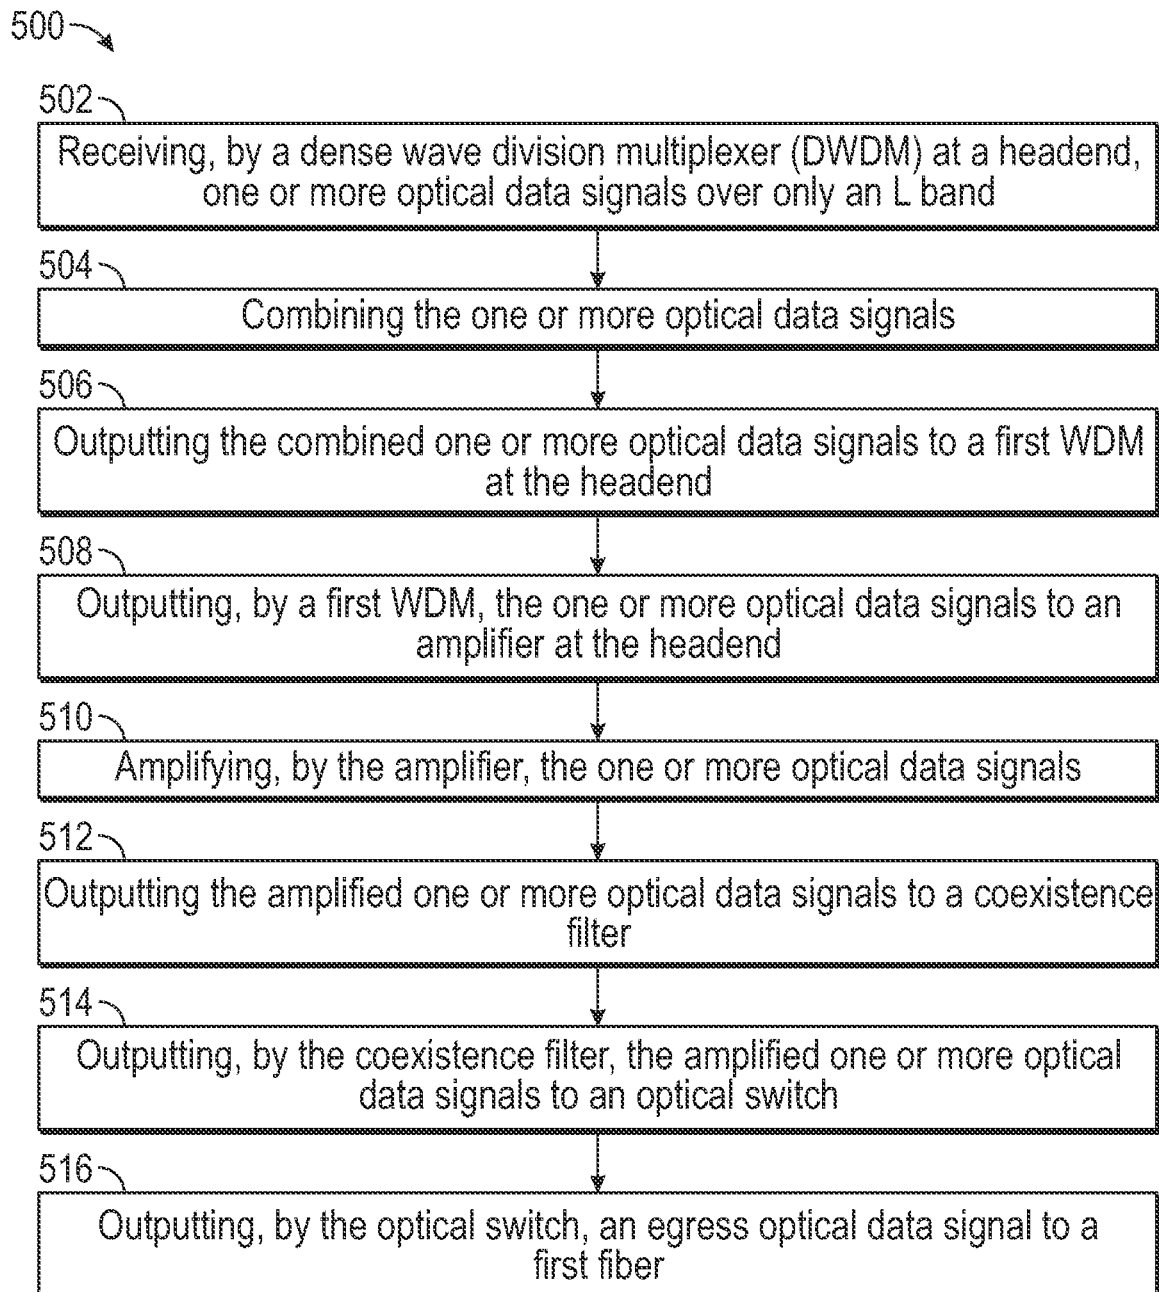 500
502
Receiving, by a dense wave division multiplexer (DWDM) at a headend,
one or more optical data signals over only an L band
504
Combining the one or more optical data signals
506
Outputting the combined one or more optical data signals to a first WDM
at the headend
508
Outputting, by a first WDM, the one or more optical data signals to an
amplifier at the headend
510
Amplifying, by the amplifier, the one or more optical data signals
512
Outputting the amplified one or more optical data signals to a coexistence
filter
514
Outputting, by the coexistence filter, the amplified one or more optical
data signals to an optical switch
516
Outputting, by the optical switch, an egress optical data signal to a
first fiber